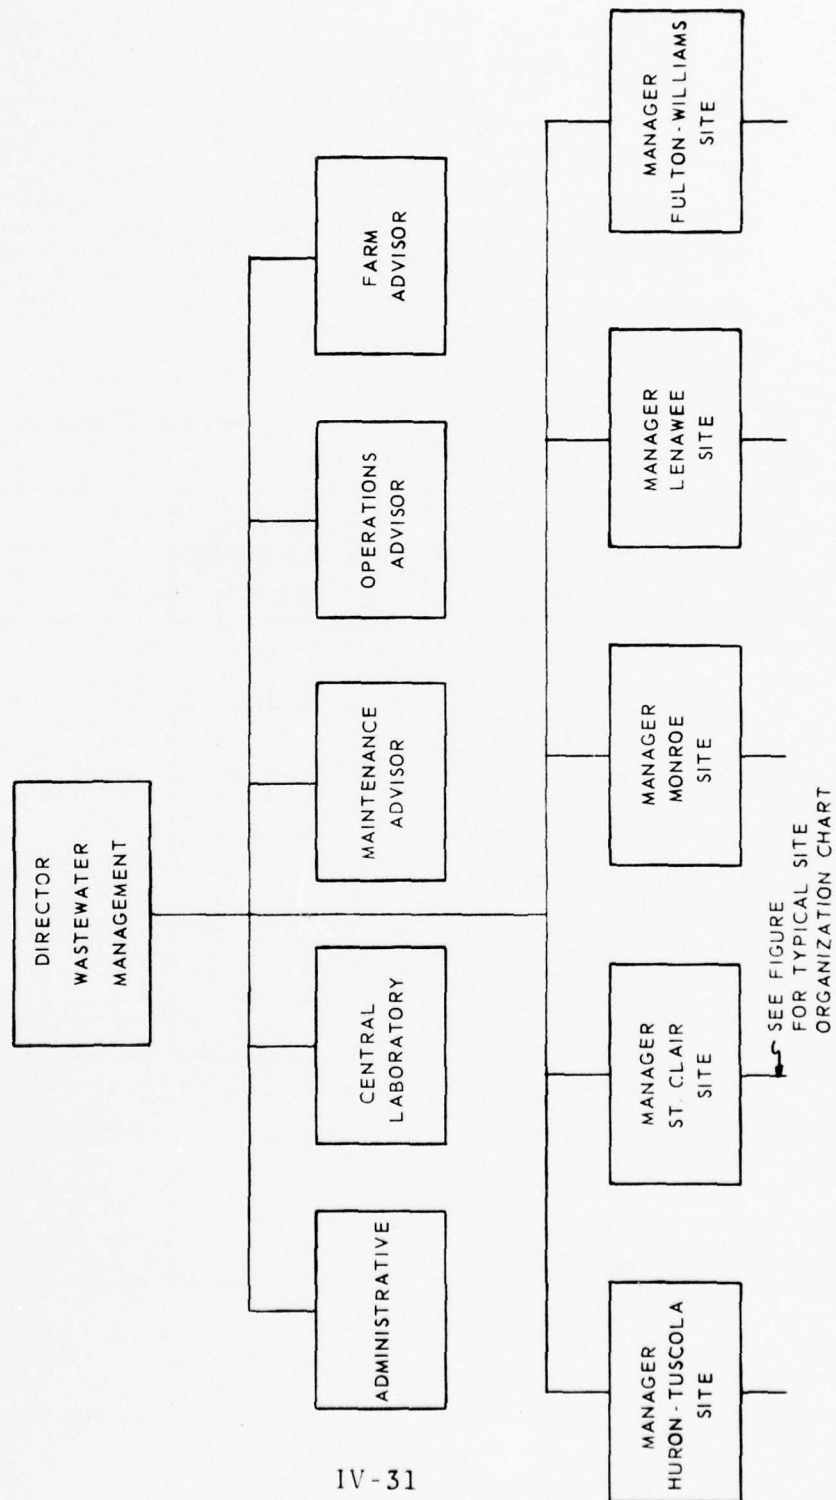 DIRECTOR
WASTEWATER
MANAGEMENT
ADMINISTRATIVE
CENTRAL
LABORATORY
MAINTENANCE
ADVISOR
OPERATIONS
ADVISOR
FARM
ADVISOR
MANAGER
HURON-TUSCOLA
SITE
MANAGER
ST. CLAIR
SITE
MANAGER
MONROE
SITE
MANAGER
LENAWEE
SITE
MANAGER
FULTON-WILLIAMS
SITE
SEE FIGURE
FOR TYPICAL SITE
ORGANIZATION CHART
IV-31